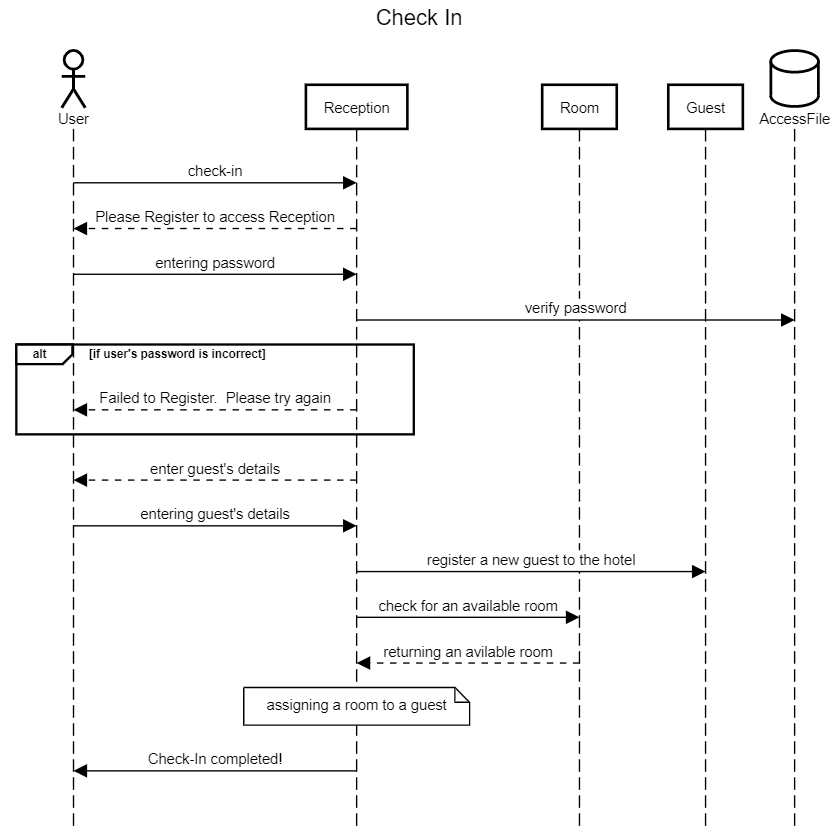 Check In
User
Reception
Room
Guest
AccessFile
check-in
Please Register to access Reception
entering password
verify password
alt
[if user's password is incorrect]
Failed to Register.  Please try again
enter guest's details
entering guest's details
register a new guest to the hotel
check for an available room
returning an avilable room
assigning a room to a guest
Check-In completed!